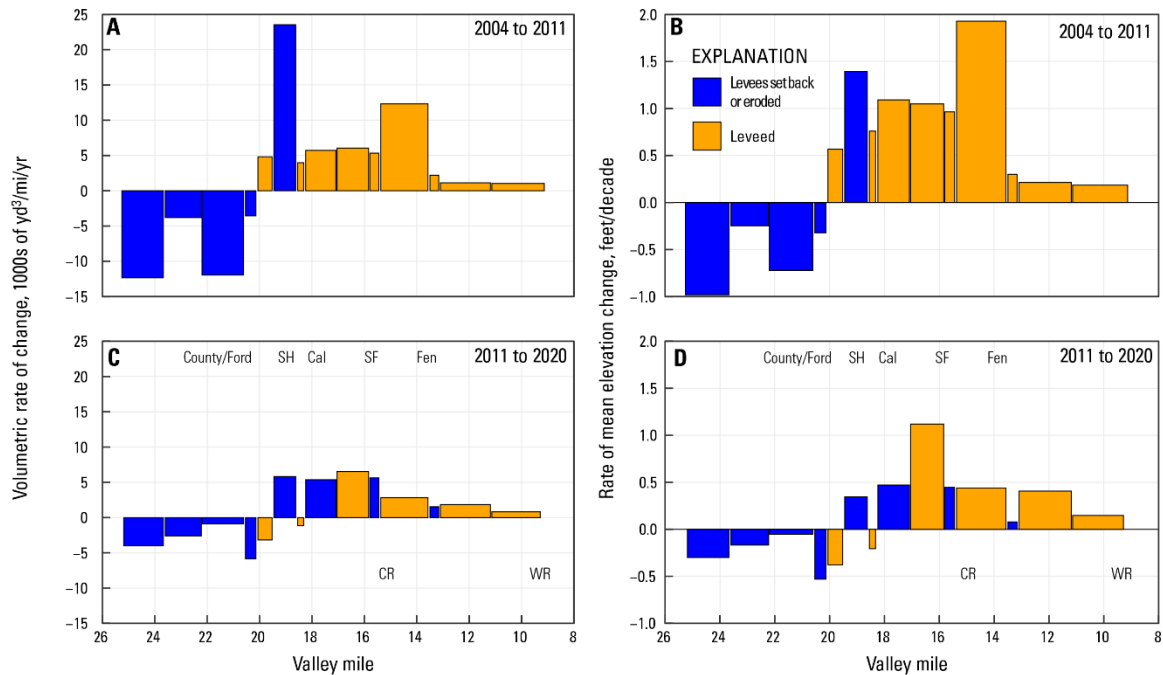 Volumetric rate of change, 1000s of yd³/mi/yr
A
2004 to 2011
25
20
15
10
5
0
−5
−10
−15
Rate of mean elevation change, feet/decade
B
2004 to 2011
EXPLANATION
Levees set back
or eroded
Leveed
2.0
1.5
1.0
0.5
0.0
−0.5
−1.0
C
2011 to 2020
County/Ford SH Cal SF Fen
CR WR
25
20
15
10
5
0
−5
−10
−15
26 24 22 20 18 16 14 12 10 8
Valley mile
D
2011 to 2020
County/Ford SH Cal SF Fen
CR WR
2.0
1.5
1.0
0.5
0.0
−0.5
−1.0
26 24 22 20 18 16 14 12 10 8
Valley mile